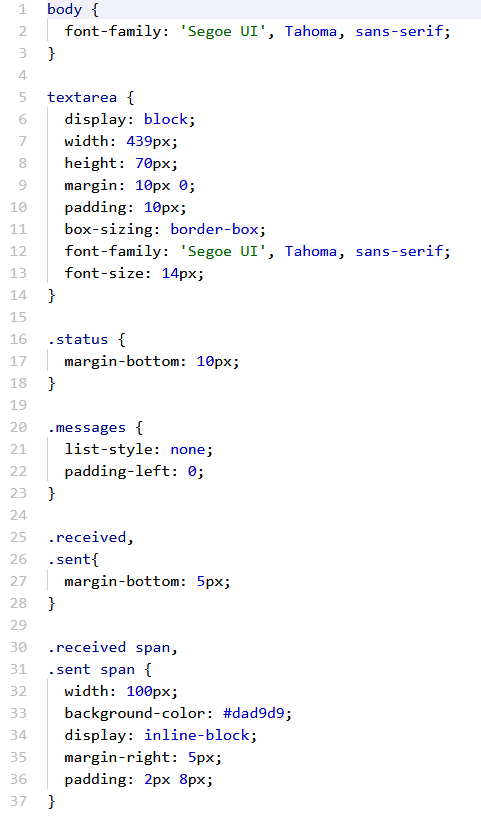 1 body {
2   font-family: 'Segoe UI', Tahoma, sans-serif;
3 }
4
5 textarea {
6   display: block;
7   width: 439px;
8   height: 70px;
9   margin: 10px 0;
10   padding: 10px;
11   box-sizing: border-box;
12   font-family: 'Segoe UI', Tahoma, sans-serif;
13   font-size: 14px;
14 }
15
16 .status {
17   margin-bottom: 10px;
18 }
19
20 .messages {
21   list-style: none;
22   padding-left: 0;
23 }
24
25 .received,
26 .sent{
27   margin-bottom: 5px;
28 }
29
30 .received span,
31 .sent span {
32   width: 100px;
33   background-color: #dad9d9;
34   display: inline-block;
35   margin-right: 5px;
36   padding: 2px 8px;
37 }